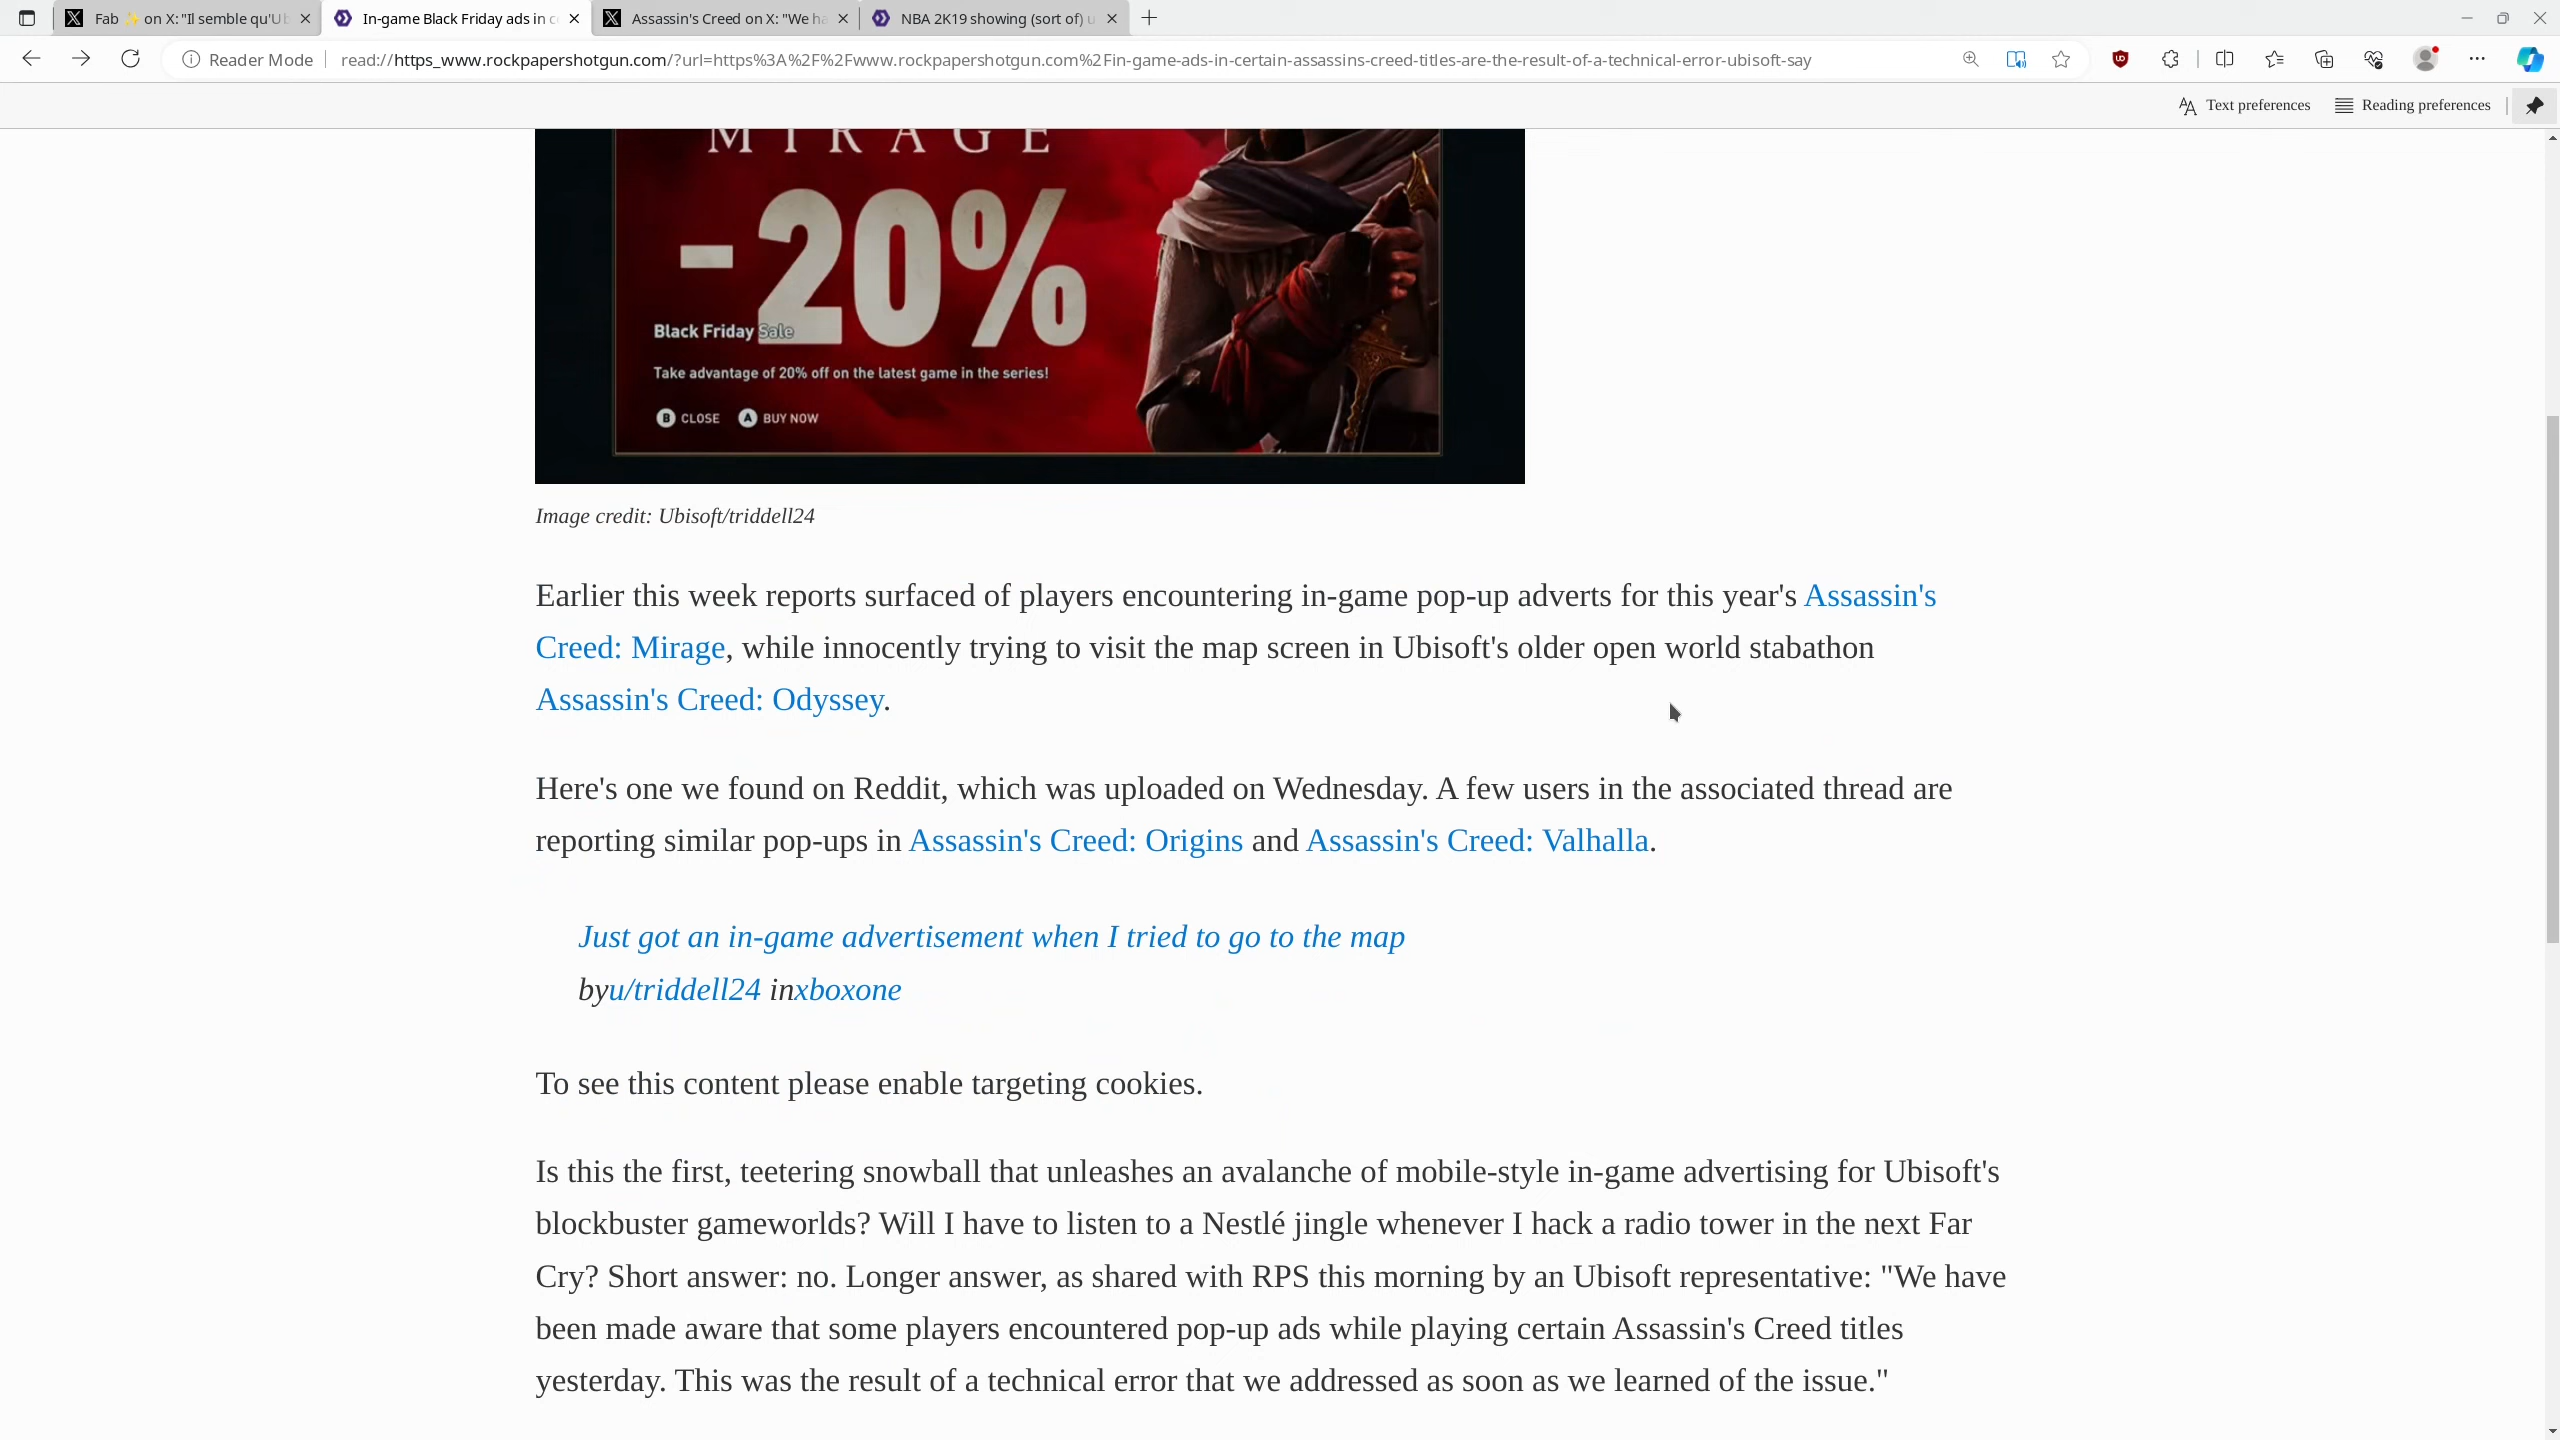 Fab ✨ on X: "Il semble qu'Ub
In-game Black Friday ads in c
Assassin's Creed on X: "We ha
NBA 2K19 showing (sort of) u
Reader Mode
read://https_www.rockpapershotgun.com/?url=https%3A%2F%2Fwww.rockpapershotgun.com%2Fin-game-ads-in-certain-assassins-creed-titles-are-the-result-of-a-technical-error-ubisoft-say
Text preferences
Reading preferences
MIRAGE
-20%
Black Friday Sale
Take advantage of 20% off on the latest game in the series!
B CLOSE A BUY NOW
Image credit: Ubisoft/triddell24
Earlier this week reports surfaced of players encountering in-game pop-up adverts for this year's Assassin's
Creed: Mirage, while innocently trying to visit the map screen in Ubisoft's older open world stabathon
Assassin's Creed: Odyssey.
Here's one we found on Reddit, which was uploaded on Wednesday. A few users in the associated thread are
reporting similar pop-ups in Assassin's Creed: Origins and Assassin's Creed: Valhalla.
Just got an in-game advertisement when I tried to go to the map
byu/triddell24 inxboxone
To see this content please enable targeting cookies.
Is this the first, teetering snowball that unleashes an avalanche of mobile-style in-game advertising for Ubisoft's
blockbuster gameworlds? Will I have to listen to a Nestlé jingle whenever I hack a radio tower in the next Far
Cry? Short answer: no. Longer answer, as shared with RPS this morning by an Ubisoft representative: "We have
been made aware that some players encountered pop-up ads while playing certain Assassin's Creed titles
yesterday. This was the result of a technical error that we addressed as soon as we learned of the issue."